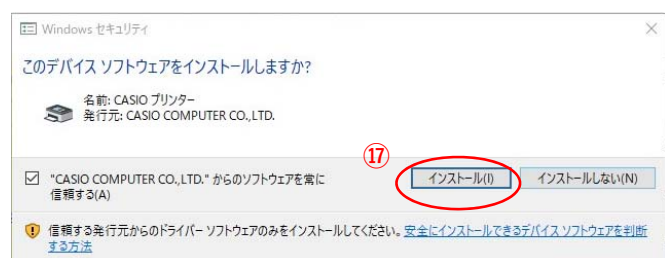 Windows セキュリティ
このデバイス ソフトウェアをインストールしますか?
名前: CASIO プリンター
発行元: CASIO COMPUTER CO.,LTD.
⑰
"CASIO COMPUTER CO.,LTD." からのソフトウェアを常に
信頼する(A)
インストール(I)
インストールしない(N)
信頼する発行元からのドライバー ソフトウェアのみをインストールしてください。安全にインストールできるデバイス ソフトウェアを判断
する方法